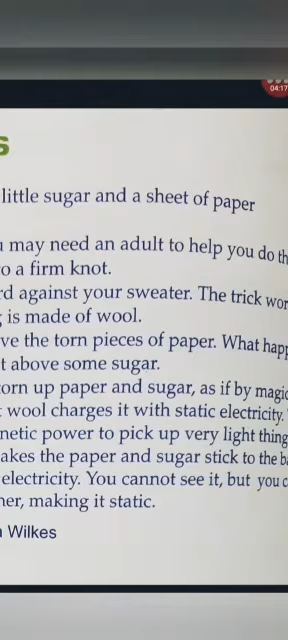 04:17
s
little sugar and a sheet of paper
may need an adult to help you do th
o a firm knot.
rd against your sweater. The trick wor
is made of wool.
ve the torn pieces of paper. What happ
t above some sugar.
orn up paper and sugar, as if by magic
wool charges it with static electricity.
netic power to pick up very light thing
akes the paper and sugar stick to the ba
electricity. You cannot see it, but you c
her, making it static.
Wilkes